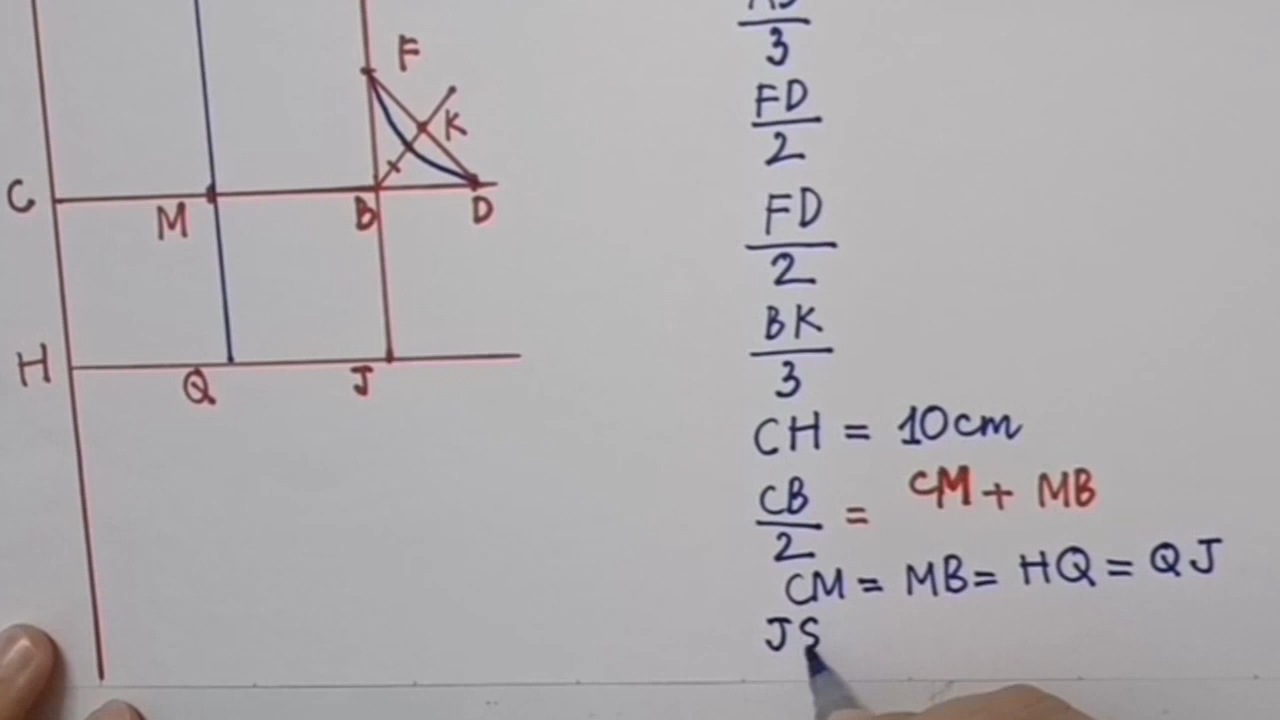 3
FD
2
FD
2
BK
3
CH = 10cm
CB
2
= CM + MB
CM = MB = HQ = QJ
JS
F
K
C
M
B
D
H
Q
J